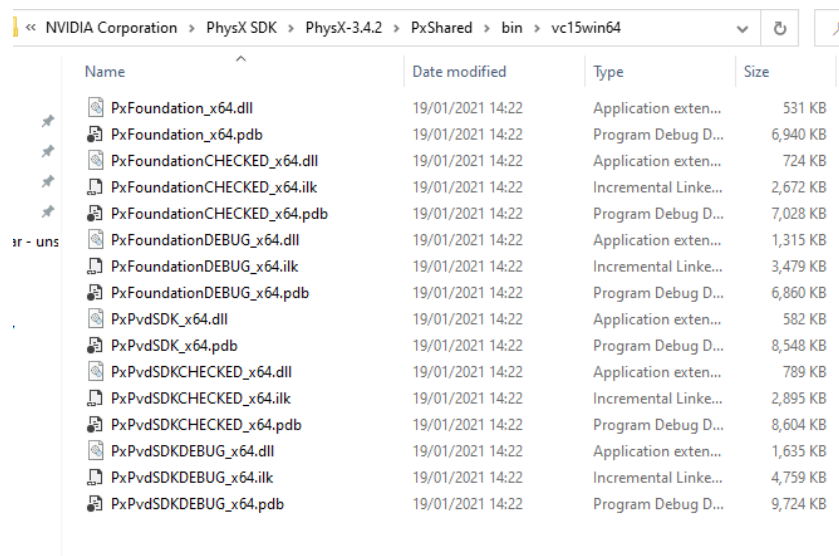 « NVIDIA Corporation > PhysX SDK > PhysX-3.4.2 > PxShared > bin > vc15win64
Name Date modified Type Size
PxFoundation_x64.dll 19/01/2021 14:22 Application exten... 531 KB
PxFoundation_x64.pdb 19/01/2021 14:22 Program Debug D... 6,940 KB
PxFoundationCHECKED_x64.dll 19/01/2021 14:22 Application exten... 724 KB
PxFoundationCHECKED_x64.ilk 19/01/2021 14:22 Incremental Linke... 2,672 KB
PxFoundationCHECKED_x64.pdb 19/01/2021 14:22 Program Debug D... 7,028 KB
ar - uns
PxFoundationDEBUG_x64.dll 19/01/2021 14:22 Application exten... 1,315 KB
PxFoundationDEBUG_x64.ilk 19/01/2021 14:22 Incremental Linke... 3,479 KB
PxFoundationDEBUG_x64.pdb 19/01/2021 14:22 Program Debug D... 6,860 KB
PxPvdSDK_x64.dll 19/01/2021 14:22 Application exten... 582 KB
PxPvdSDK_x64.pdb 19/01/2021 14:22 Program Debug D... 8,548 KB
PxPvdSDKCHECKED_x64.dll 19/01/2021 14:22 Application exten... 789 KB
PxPvdSDKCHECKED_x64.ilk 19/01/2021 14:22 Incremental Linke... 2,895 KB
PxPvdSDKCHECKED_x64.pdb 19/01/2021 14:22 Program Debug D... 8,604 KB
PxPvdSDKDEBUG_x64.dll 19/01/2021 14:22 Application exten... 1,635 KB
PxPvdSDKDEBUG_x64.ilk 19/01/2021 14:22 Incremental Linke... 4,759 KB
PxPvdSDKDEBUG_x64.pdb 19/01/2021 14:22 Program Debug D... 9,724 KB